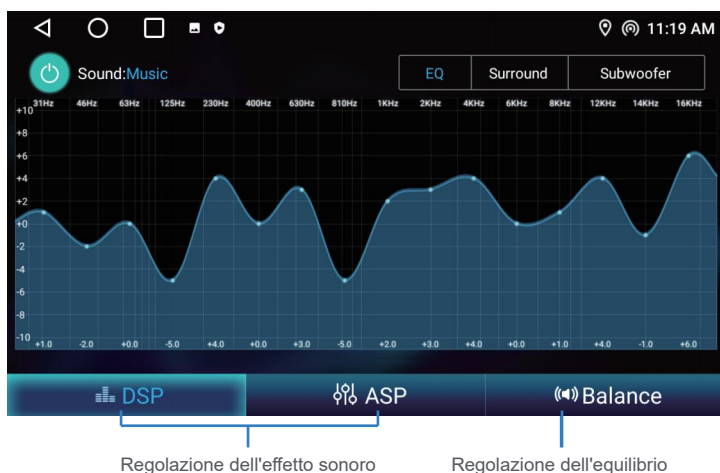 11:19 AM
Sound:Music
EQ Surround Subwoofer
31Hz 46Hz 63Hz 125Hz 230Hz 400Hz 630Hz 810Hz 1KHz 2KHz 4KHz 6KHz 8KHz 12KHz 14KHz 16KHz
+10
+8
+6
+4
+2
+0
-2
-4
-6
-8
-10
+1.0 -2.0 +0.0 -5.0 +4.0 +0.0 +3.0 -5.0 +2.0 +3.0 +4.0 +0.0 +1.0 +4.0 -1.0 +6.0
DSP ASP Balance
Regolazione dell'effetto sonoro Regolazione dell'equilibrio